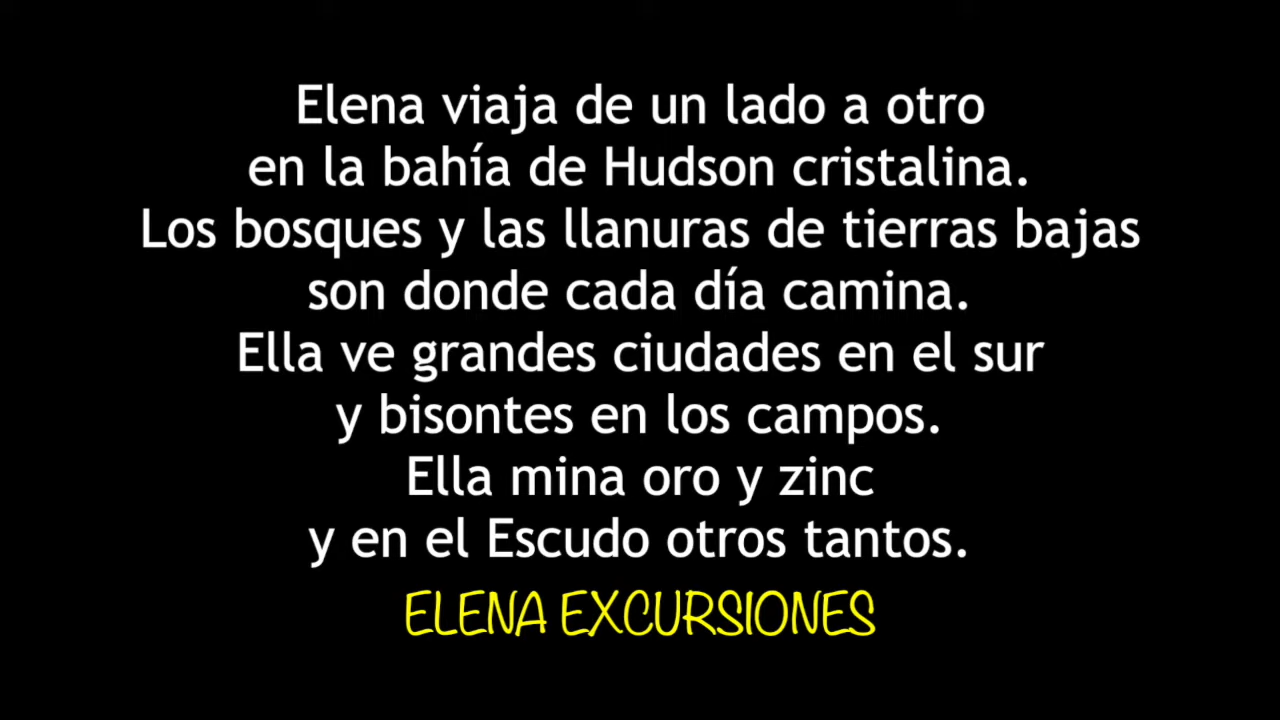 Elena viaja de un lado a otro
en la bahía de Hudson cristalina.
Los bosques y las llanuras de tierras bajas
son donde cada día camina.
Ella ve grandes ciudades en el sur
y bisontes en los campos.
Ella mina oro y zinc
y en el Escudo otros tantos.
ELENA EXCURSIONES